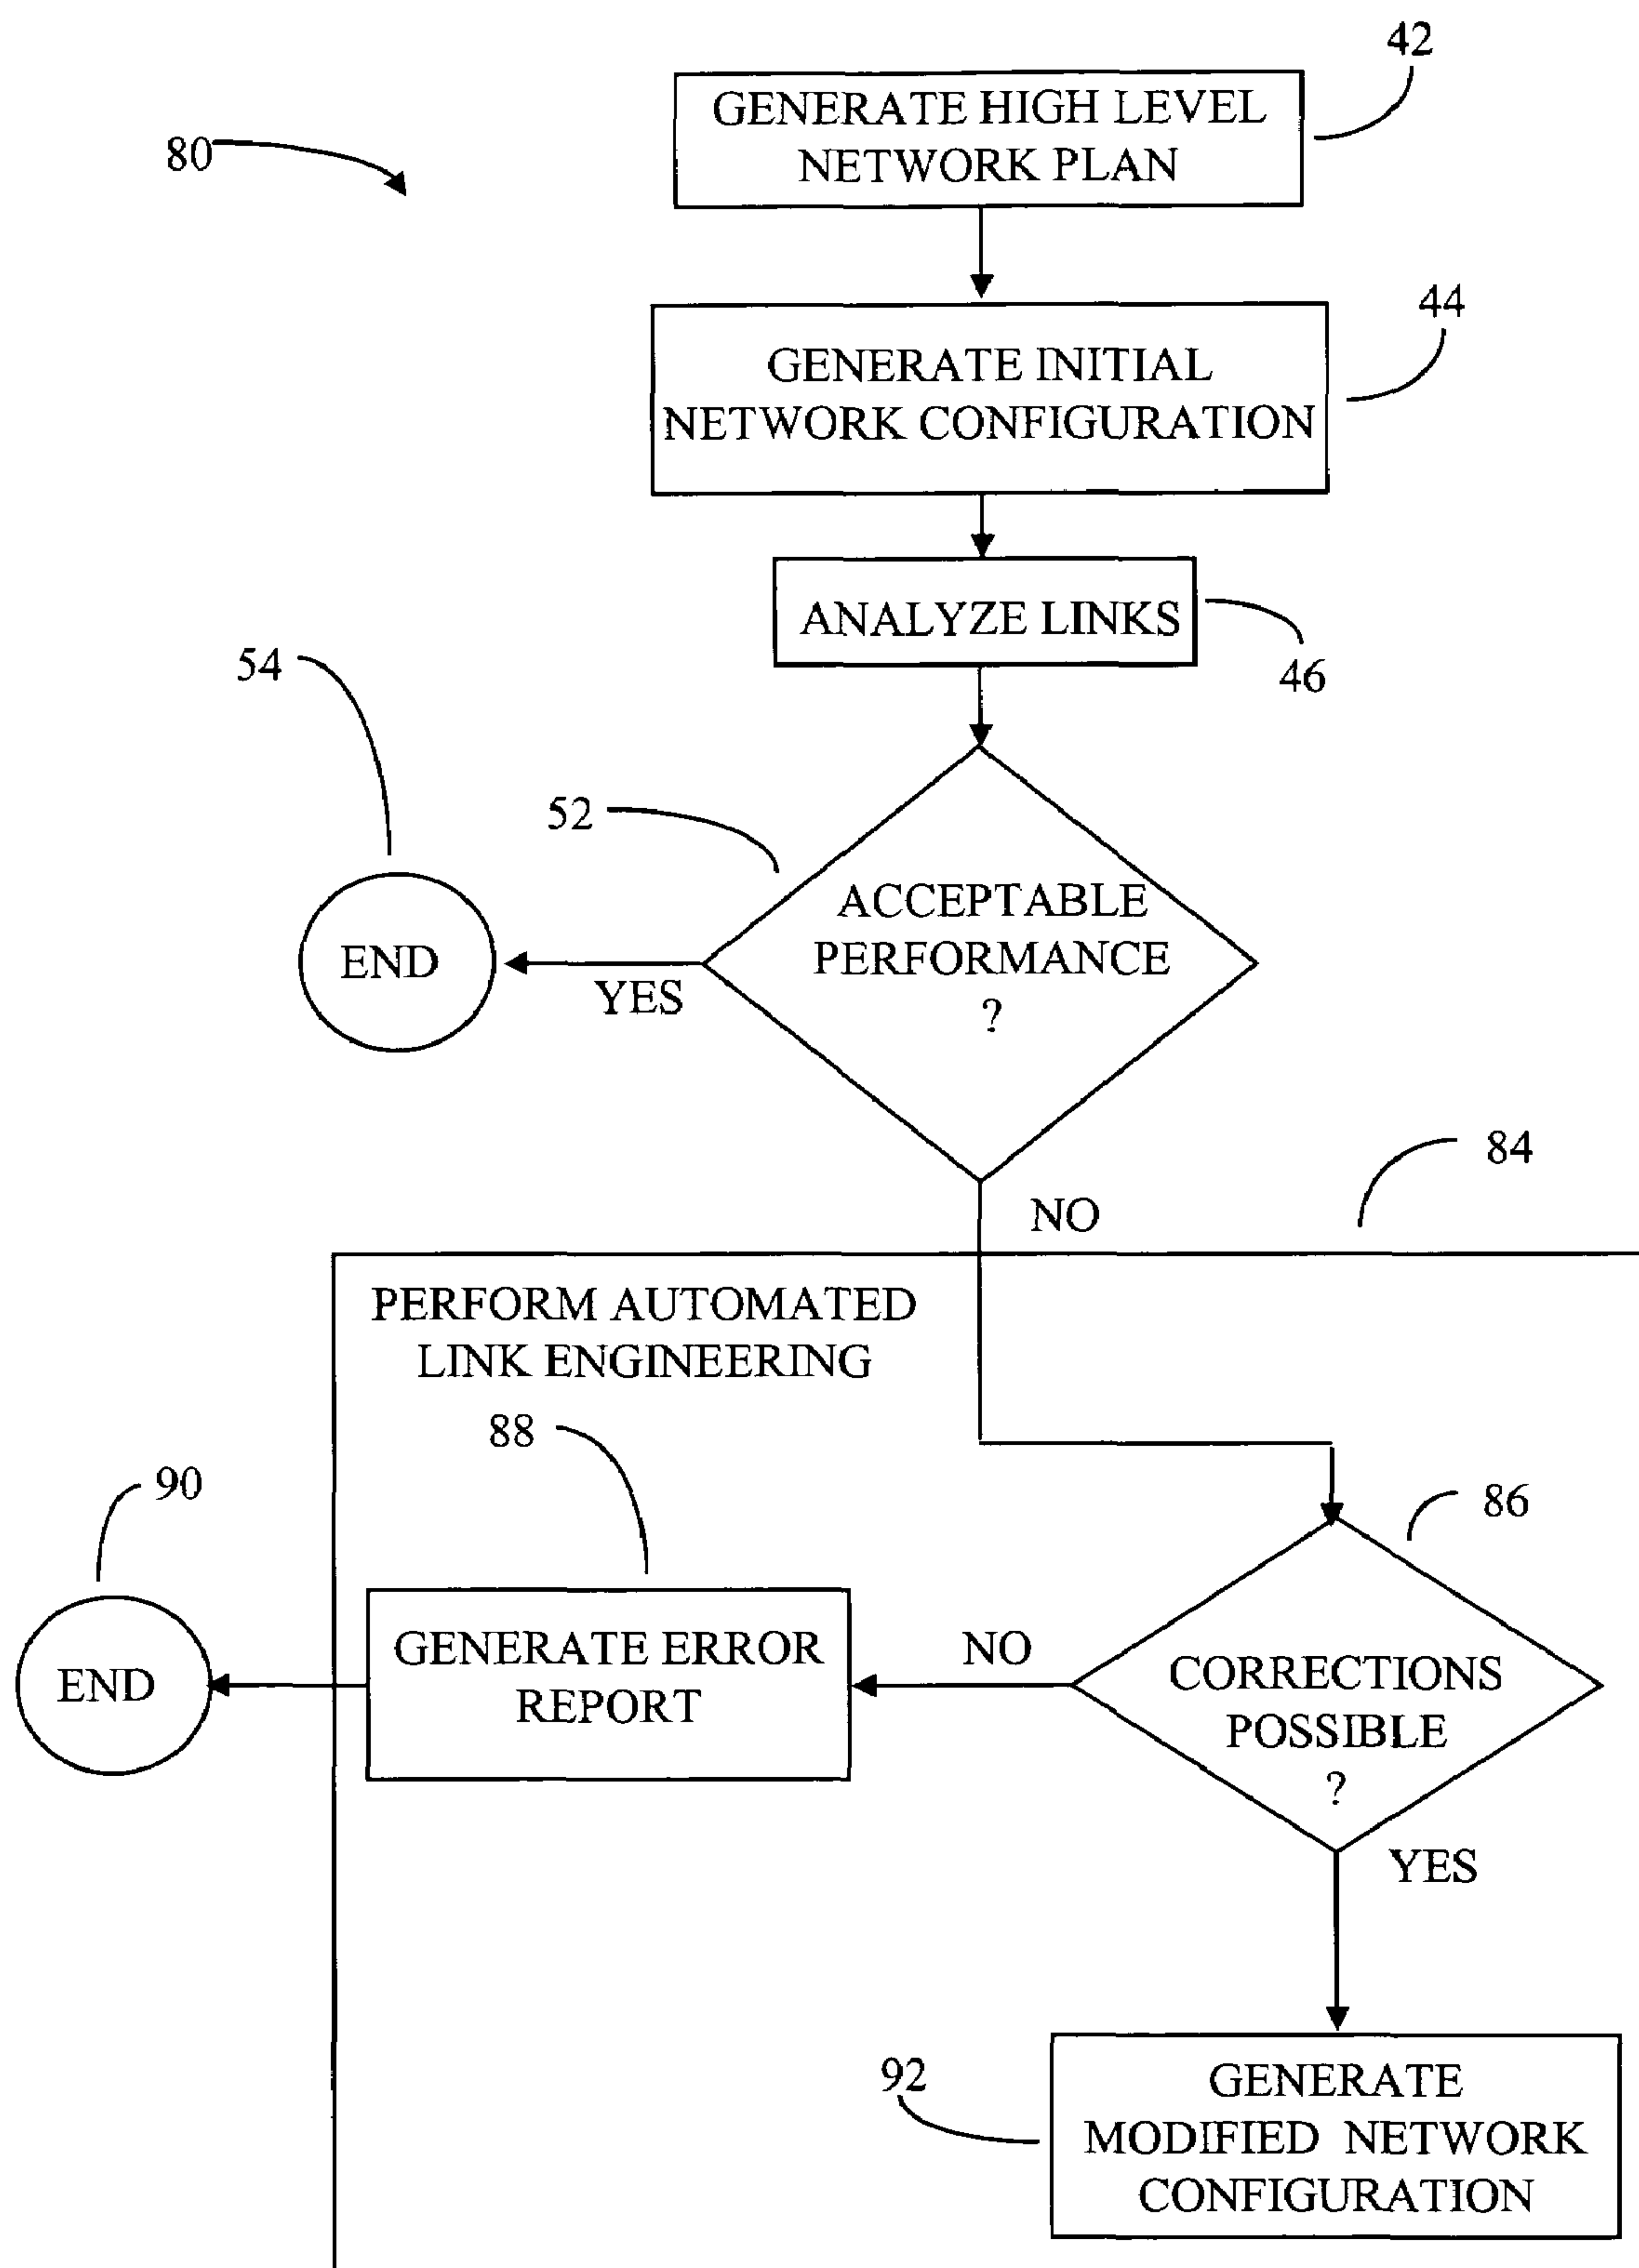 42
GENERATE HIGH LEVEL
NETWORK PLAN
80
44
GENERATE INITIAL
NETWORK CONFIGURATION
ANALYZE LINKS
46
54
52
ACCEPTABLE
PERFORMANCE
?
END
YES
NO
84
PERFORM AUTOMATED
LINK ENGINEERING
88
90
86
END
GENERATE ERROR
REPORT
NO
CORRECTIONS
POSSIBLE
?
YES
92
GENERATE
MODIFIED NETWORK
CONFIGURATION